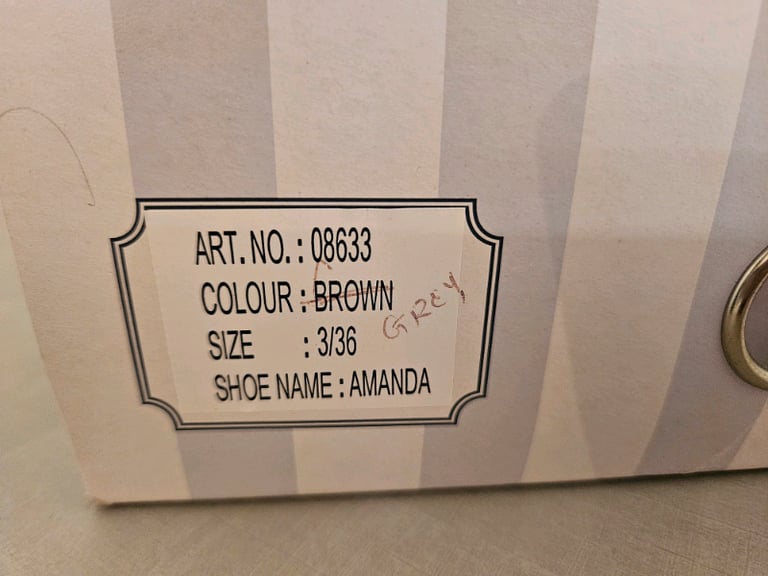 ART. NO. : 08633
COLOUR : BROWN
GREY
SIZE : 3/36
SHOE NAME : AMANDA